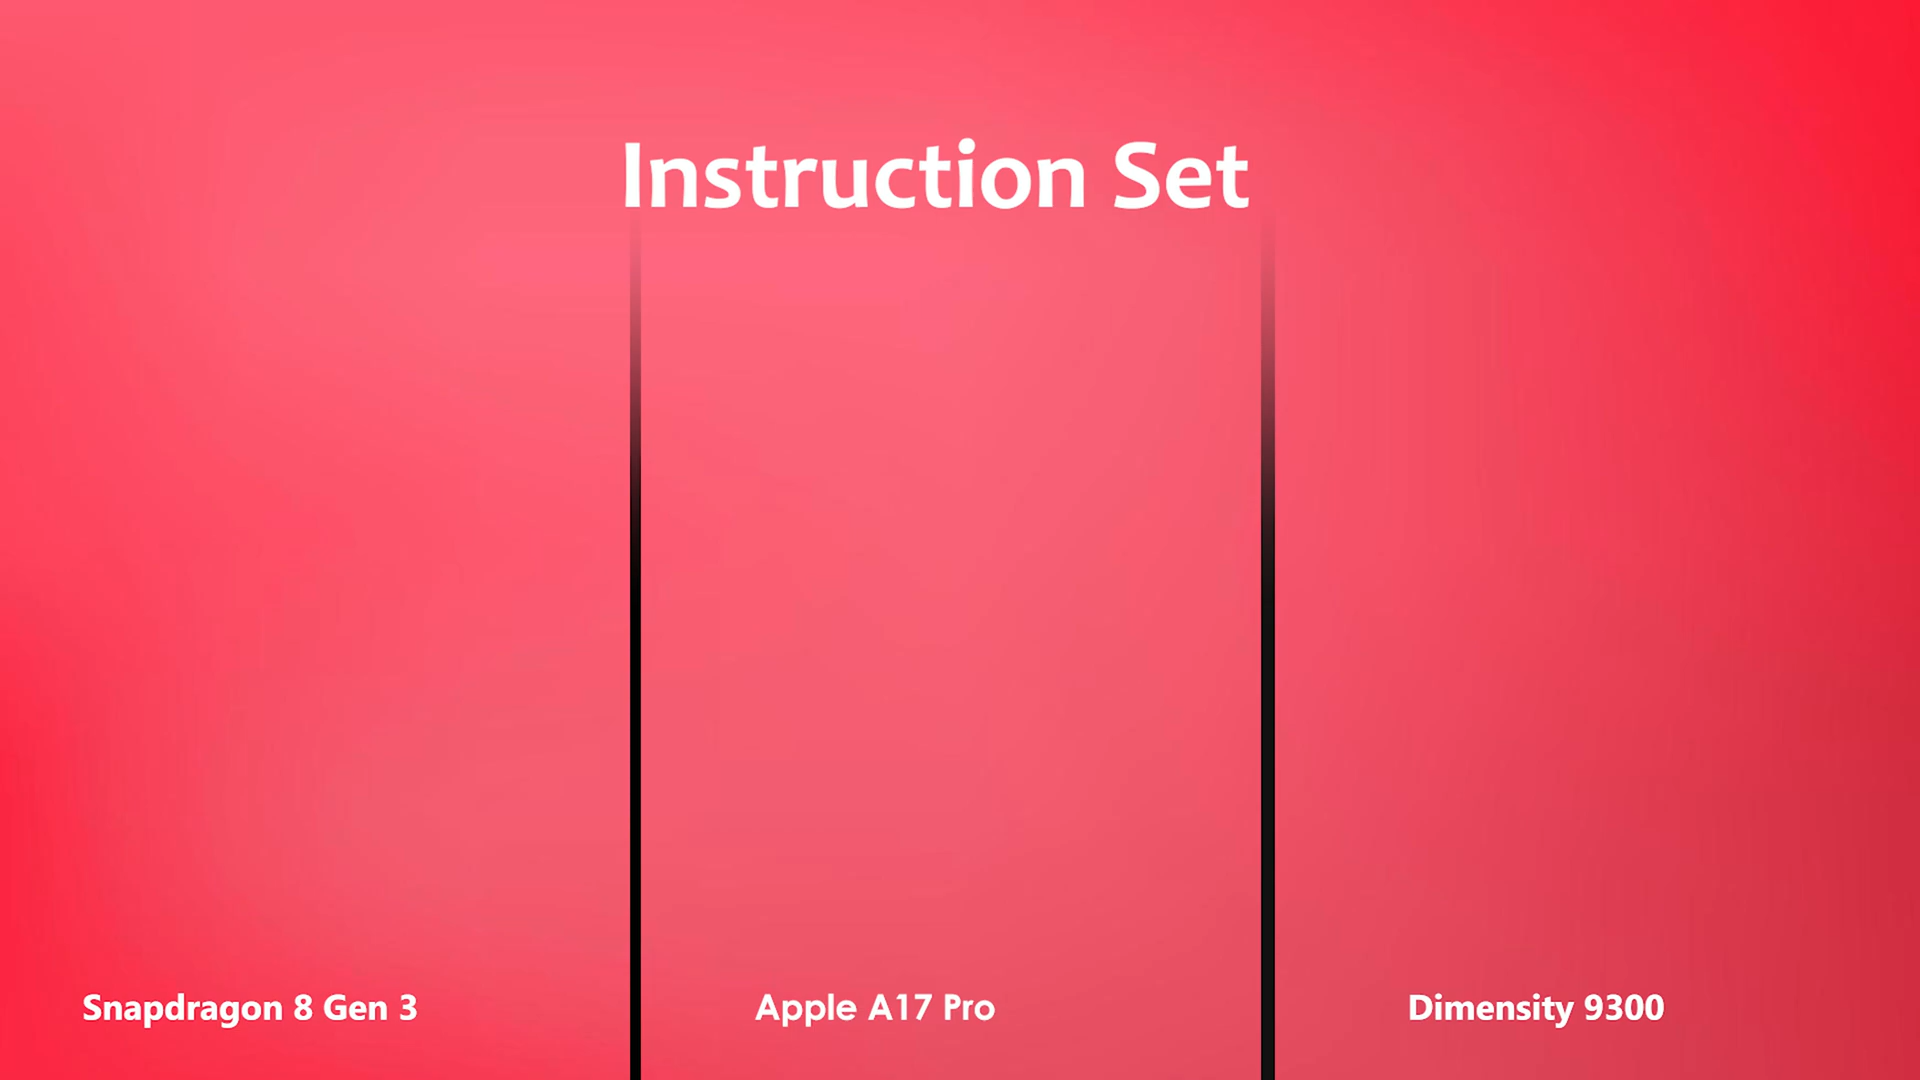 Instruction Set
Snapdragon 8 Gen 3
Apple A17 Pro
Dimensity 9300